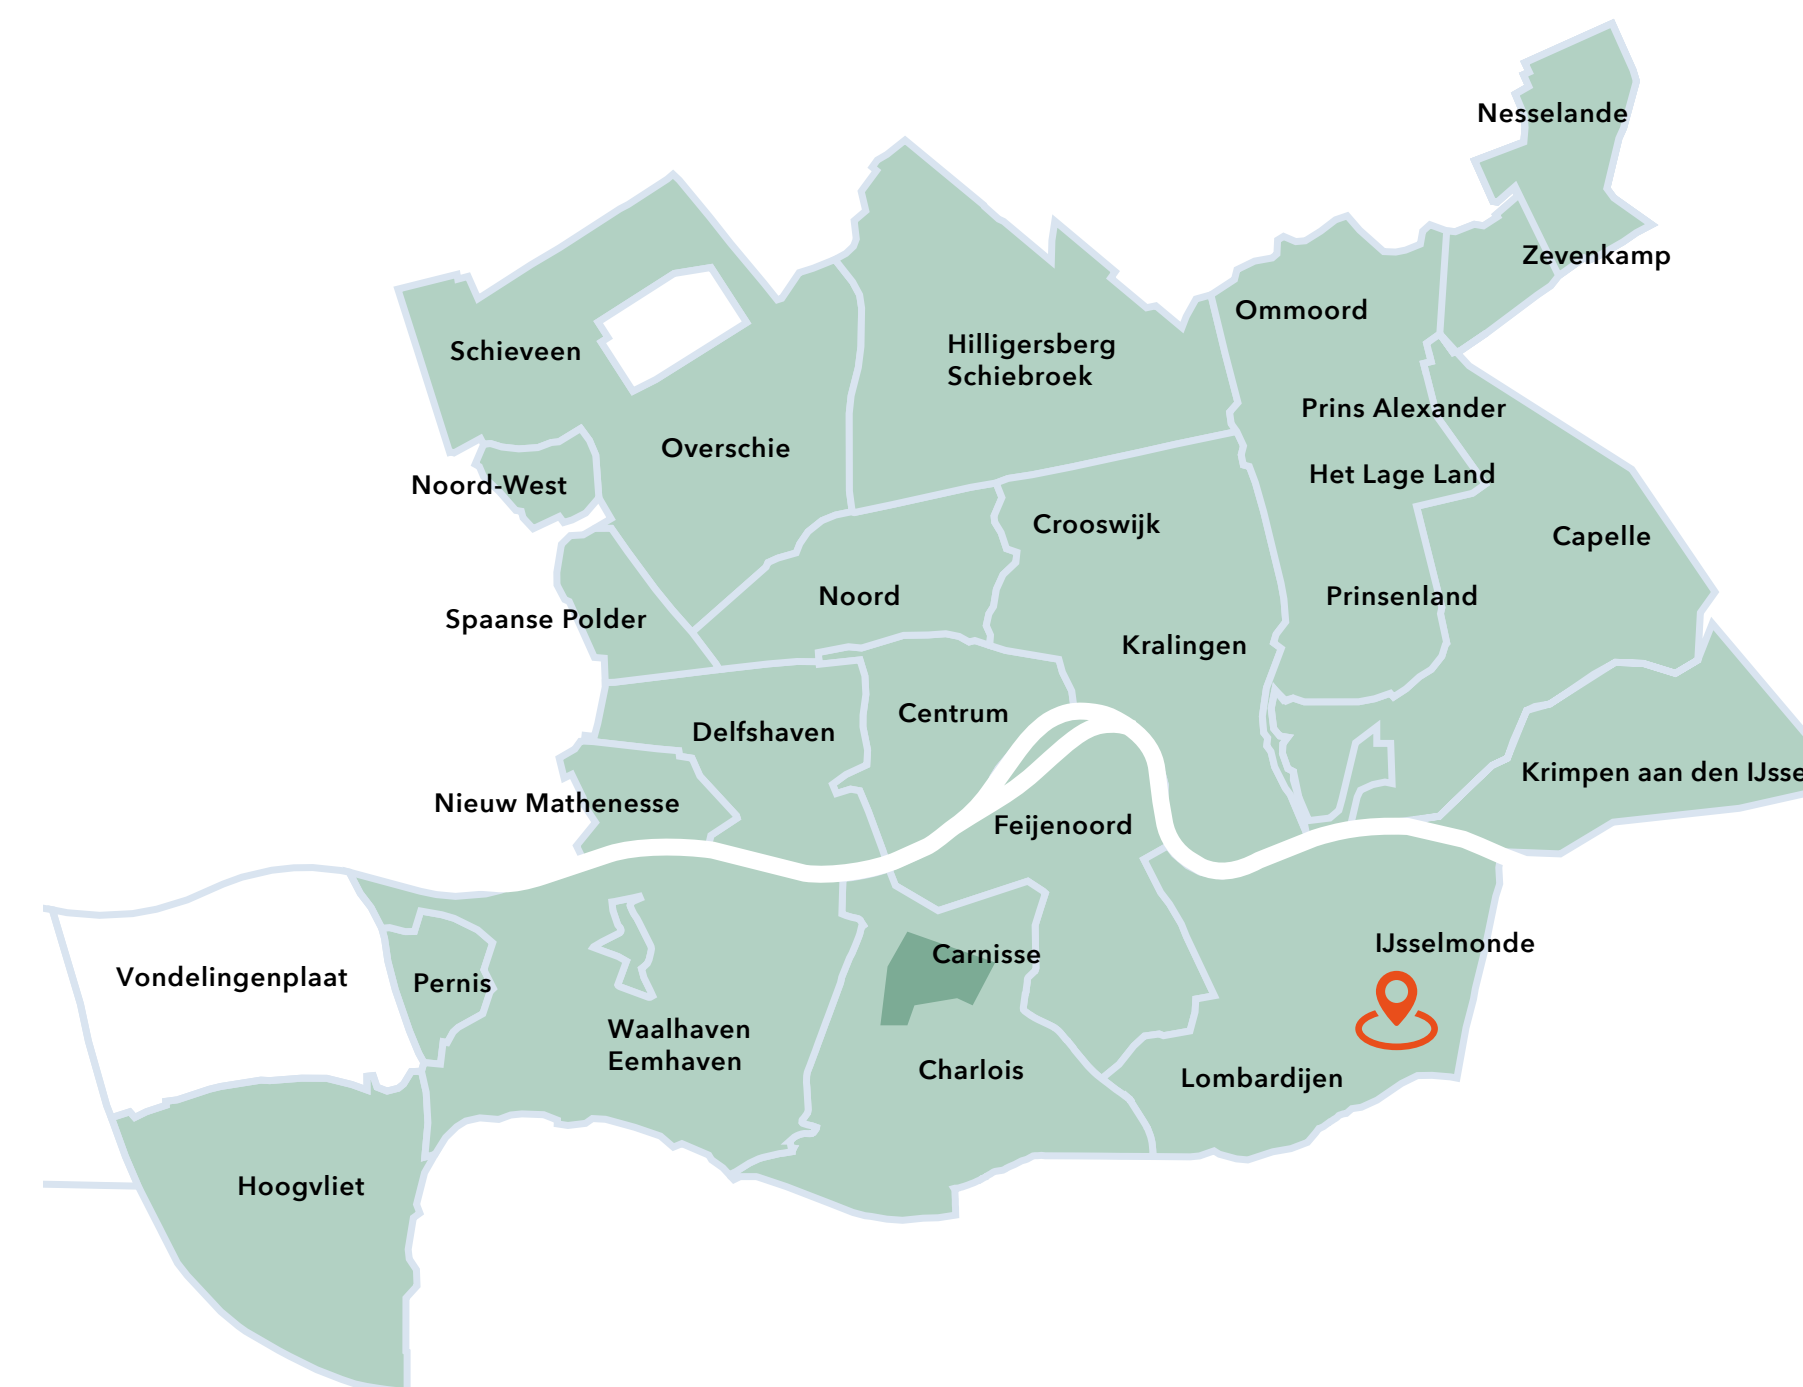 Nesselande
Zevenkamp
Ommoord
Hilligersberg
Schiebroek
Schieveen
Prins Alexander
Overschie
Het Lage Land
Noord-West
Crooswijk
Capelle
Noord
Prinsenland
Spaanse Polder
Kralingen
Centrum
Delfshaven
Krimpen aan den IJsse
Nieuw Mathenesse
Feijenoord
IJsselmonde
Carnisse
Vondelingenplaat
Pernis
Waalhaven
Eemhaven
Charlois
Lombardijen
Hoogvliet